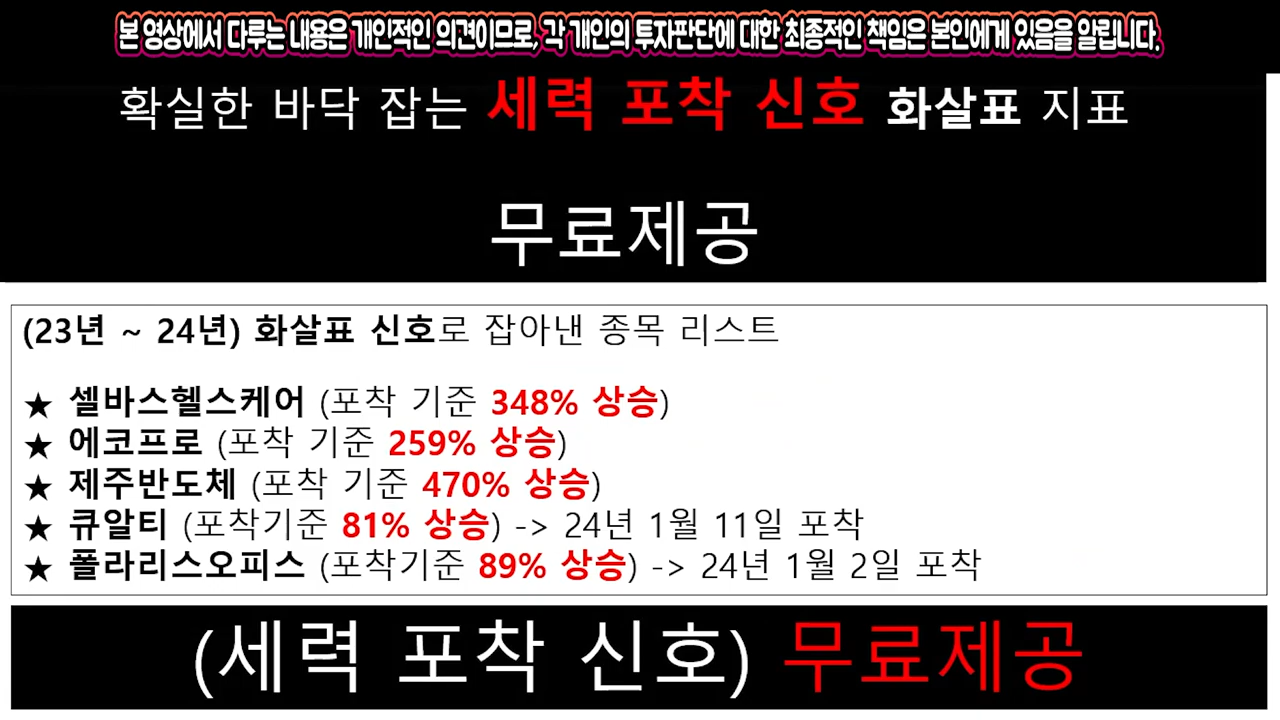 본 영상에서 다루는 내용은 개인적인 의견이므로, 각 개인의 투자판단에 대한 최종적인 책임은 본인에게 있음을 알립니다.
확실한 바닥 잡는 세력 포착 신호 화살표 지표
무료제공
(23년 ~ 24년) 화살표 신호로 잡아낸 종목 리스트
★ 셀바스헬스케어 (포착 기준 348% 상승)
★ 에코프로 (포착 기준 259% 상승)
★ 제주반도체 (포착 기준 470% 상승)
★ 큐알티 (포착기준 81% 상승) -> 24년 1월 11일 포착
★ 폴라리스오피스 (포착기준 89% 상승) -> 24년 1월 2일 포착
(세력 포착 신호) 무료제공